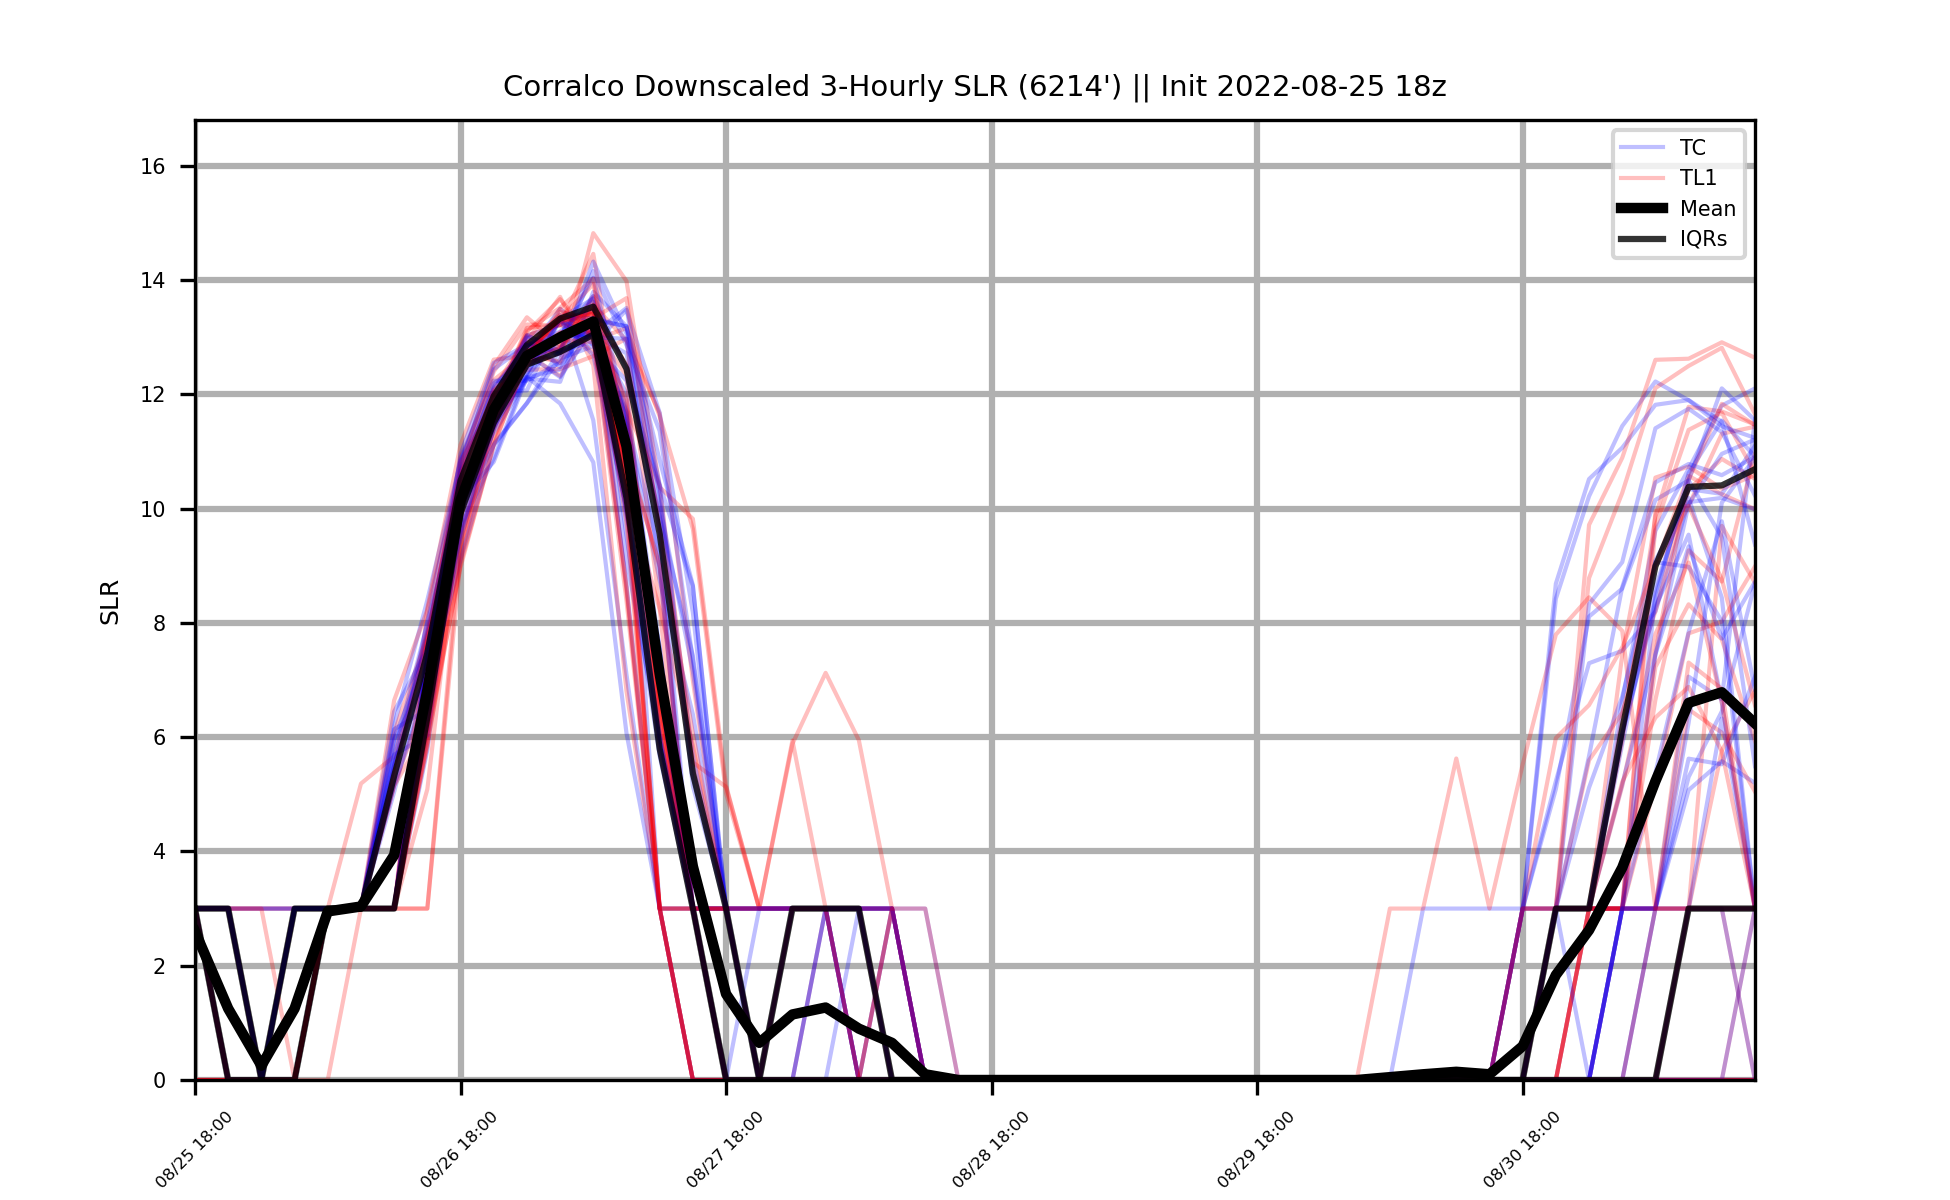 Corralco Downscaled 3-Hourly SLR (6214') || Init 2022-08-25 18z
TC
TL1
Mean
IQRs
SLR
16
14
12
10
8
6
4
2
0
08/25 18:00
08/26 18:00
08/27 18:00
08/28 18:00
08/29 18:00
08/30 18:00